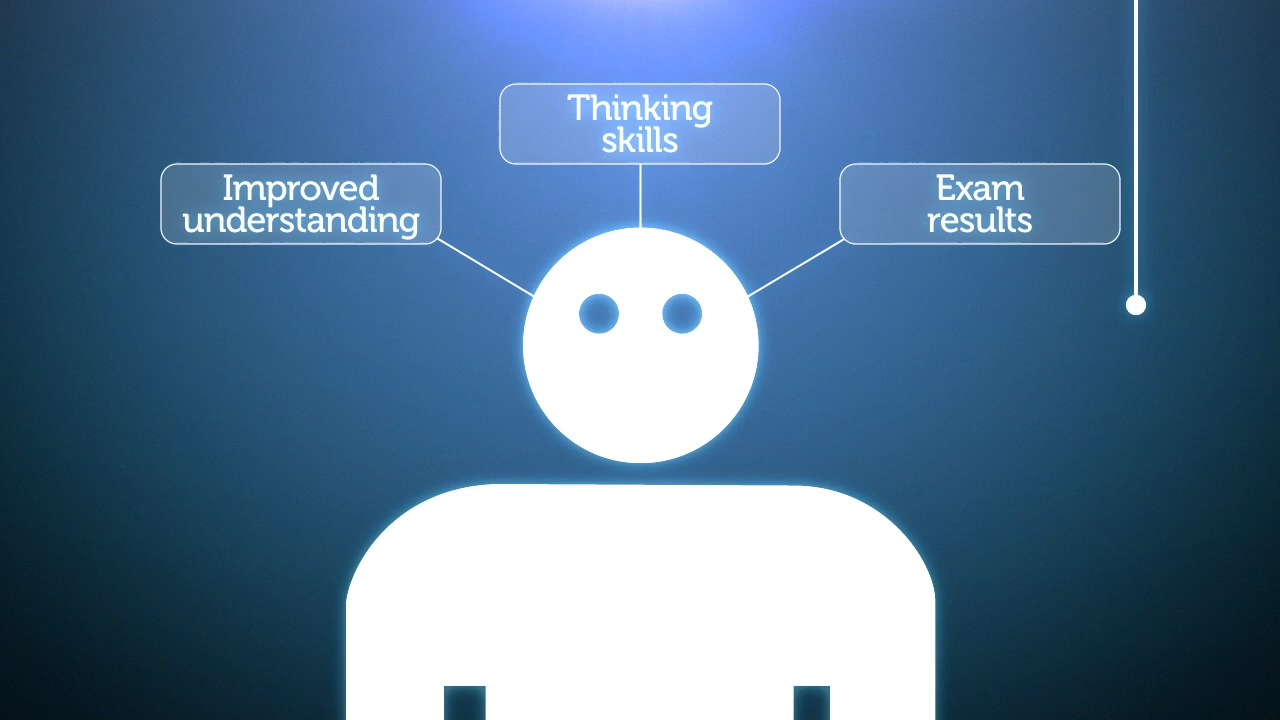 Thinking
skills
Improved
understanding
Exam
results